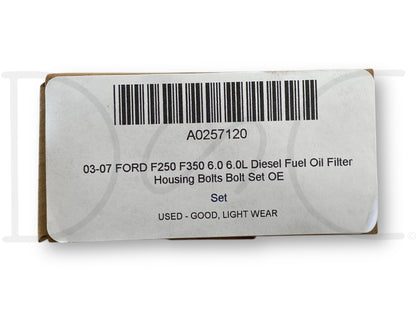 A0257120
03-07 FORD F250 F350 6.0 6.0L Diesel Fuel Oil Filter
Housing Bolts Bolt Set OE
Set
USED - GOOD, LIGHT WEAR